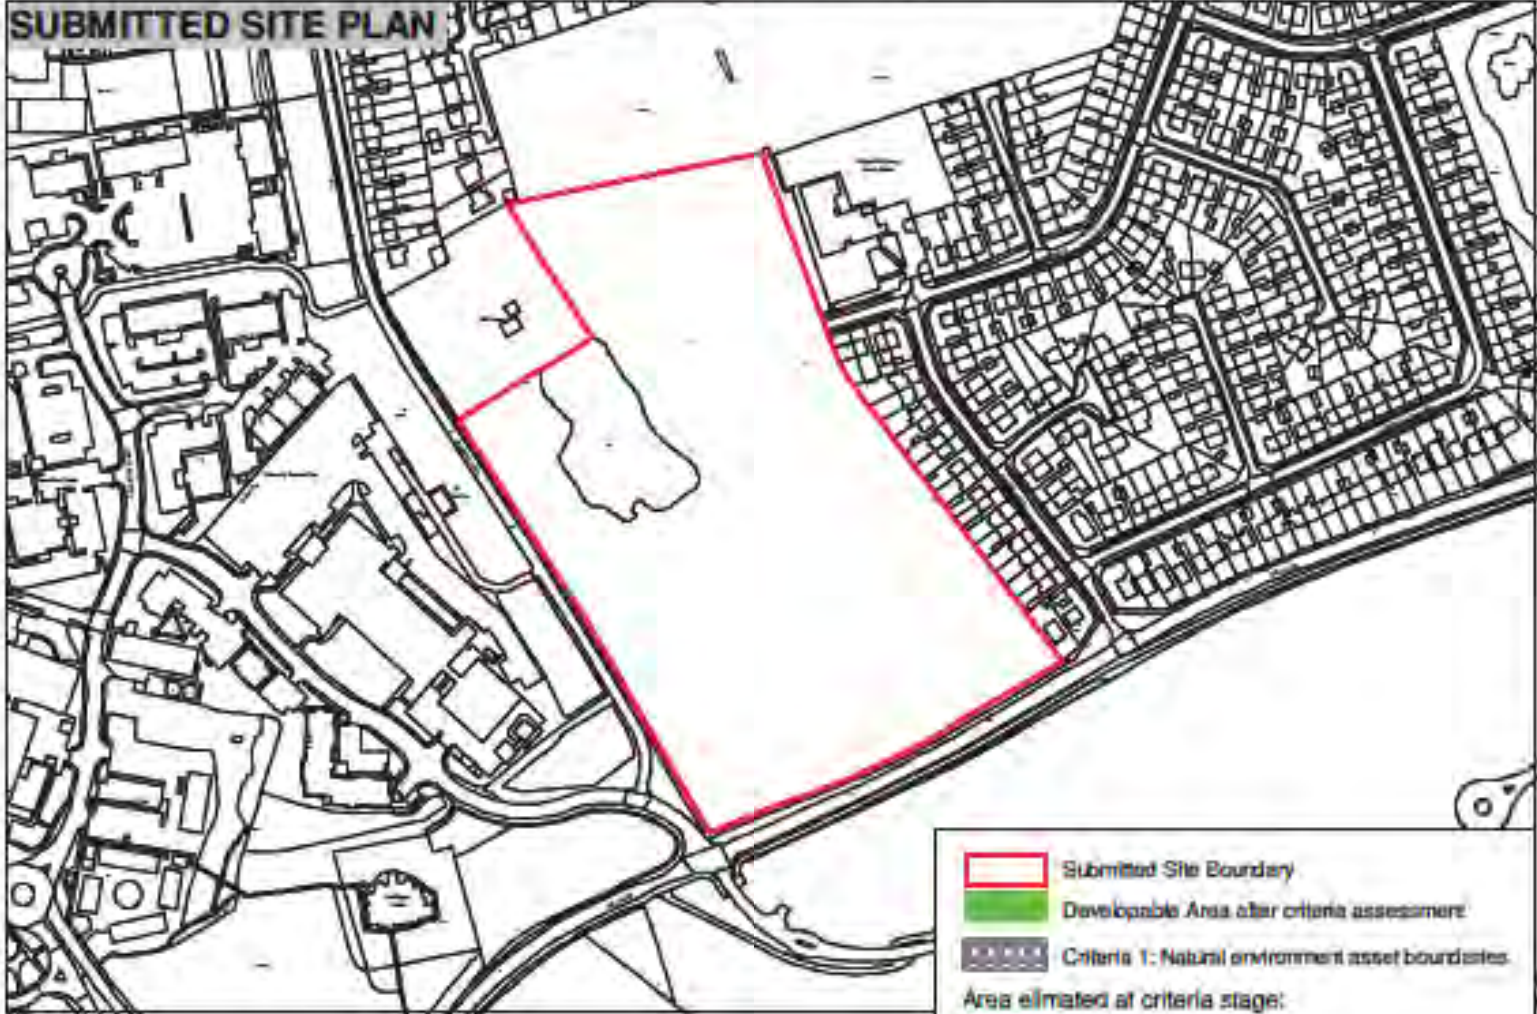 SUBMITTED SITE PLAN
Submitted Site Boundary
Developable Area after criteria assessment
Criteria 1: Natural environment asset boundaries
Area elimated at criteria stage: